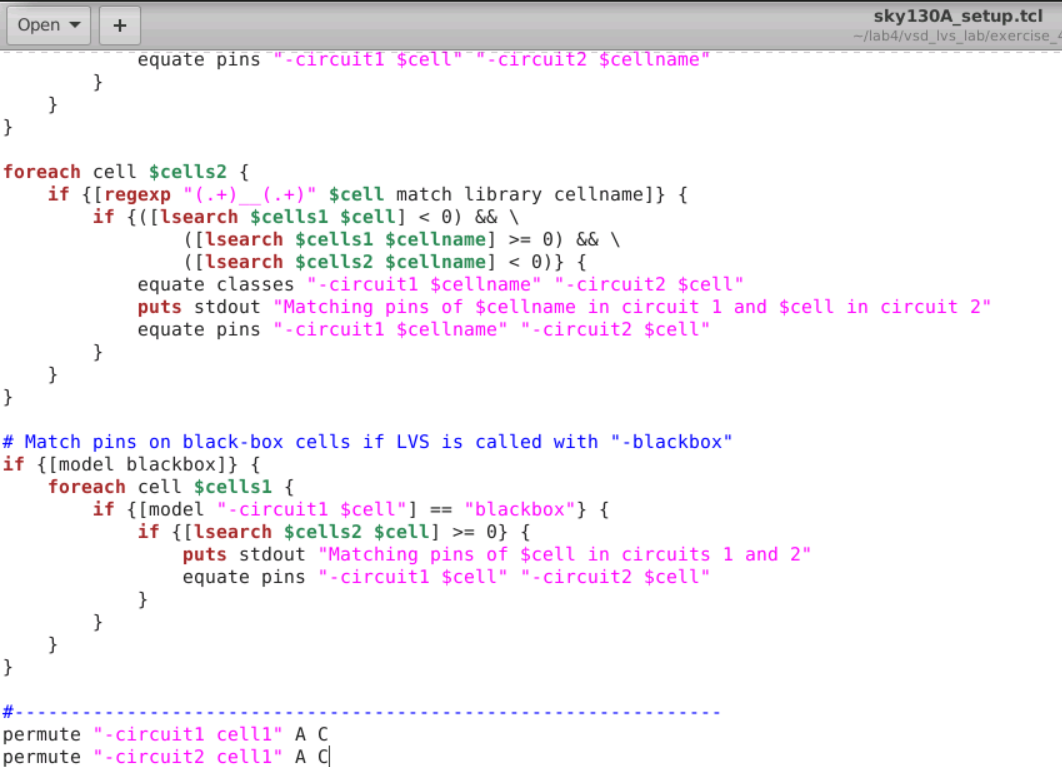 Open
+
sky130A_setup.tcl
~/lab4/vsd_lvs_lab/exercise_4
            equate pins "-circuit1 $cell" "-circuit2 $cellname"
        }
    }
}

foreach cell $cells2 {
    if {[regexp "(.+)__(.+)" $cell match library cellname]} {
        if {([lsearch $cells1 $cell] < 0) && \
                ([lsearch $cells1 $cellname] >= 0) && \
                ([lsearch $cells2 $cellname] < 0)} {
            equate classes "-circuit1 $cellname" "-circuit2 $cell"
            puts stdout "Matching pins of $cellname in circuit 1 and $cell in circuit 2"
            equate pins "-circuit1 $cellname" "-circuit2 $cell"
        }
    }
}

# Match pins on black-box cells if LVS is called with "-blackbox"
if {[model blackbox]} {
    foreach cell $cells1 {
        if {[model "-circuit1 $cell"] == "blackbox"} {
            if {[lsearch $cells2 $cell] >= 0} {
                puts stdout "Matching pins of $cell in circuits 1 and 2"
                equate pins "-circuit1 $cell" "-circuit2 $cell"
            }
        }
    }
}

#---------------------------------------------------------------
permute "-circuit1 cell1" A C
permute "-circuit2 cell1" A C